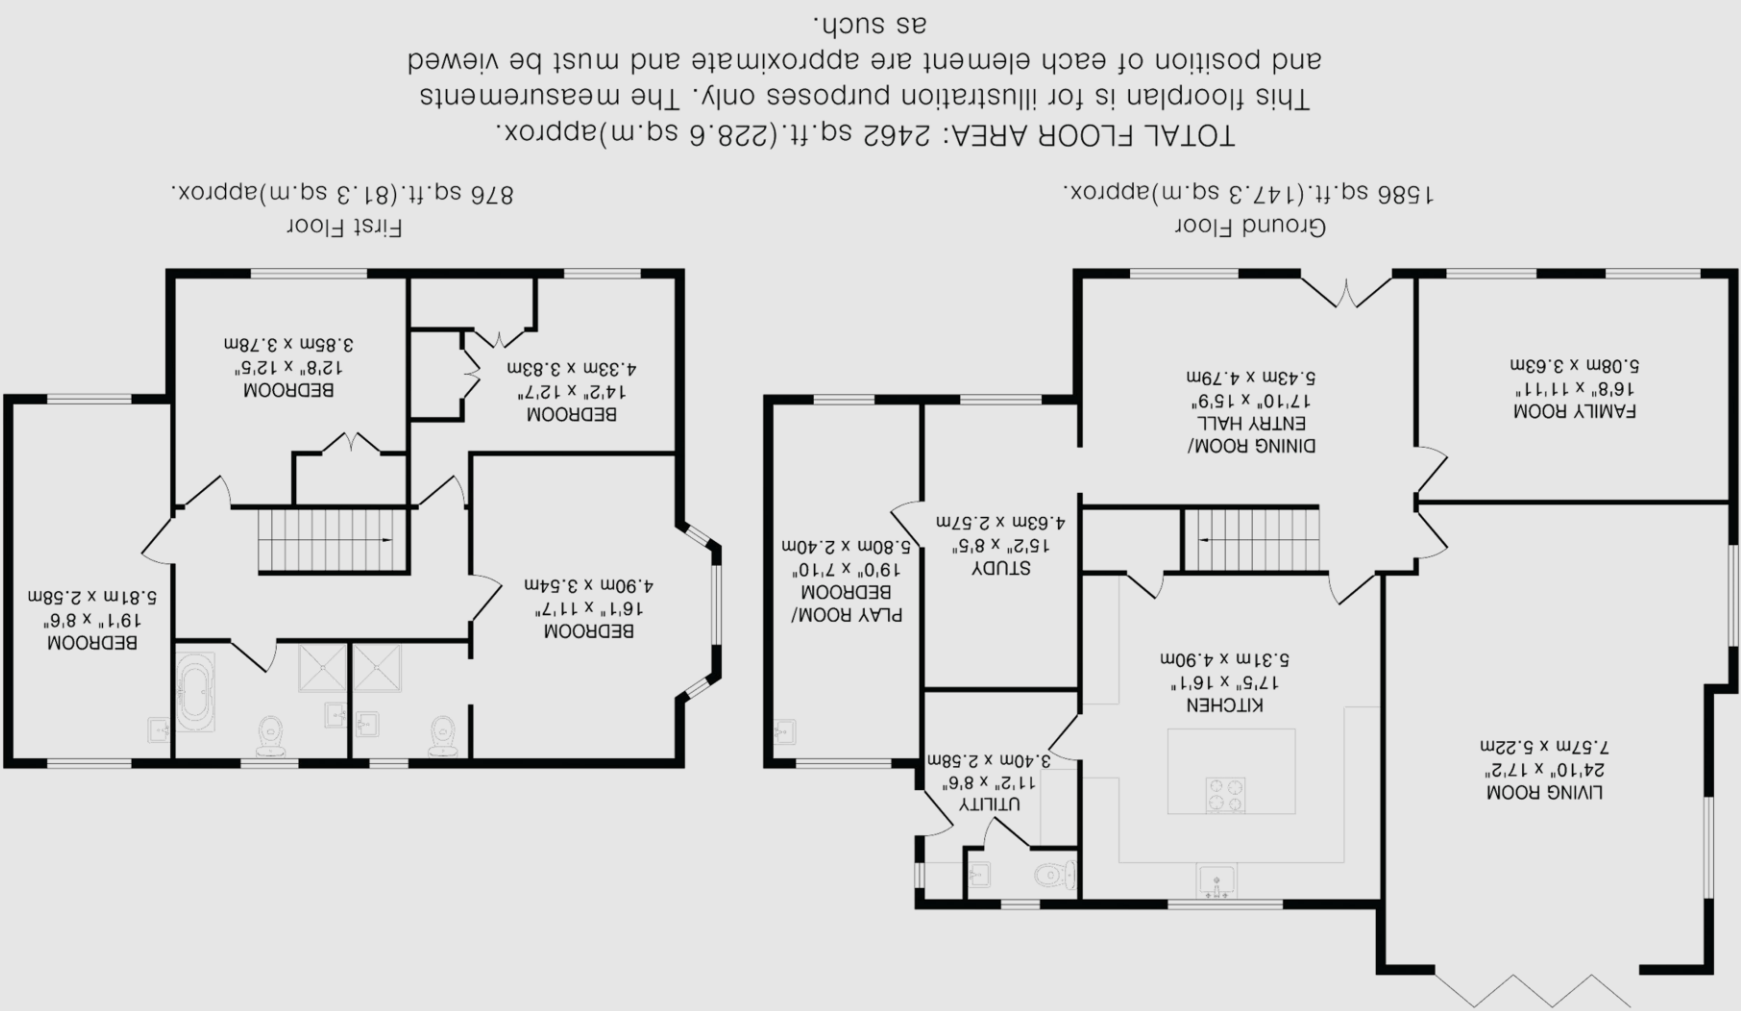 LIVING ROOM
24'10" x 17'2"
7.57m x 5.22m
KITCHEN
17'5" x 16'1"
5.31m x 4.90m
UTILITY
11'2" x 8'6"
3.40m x 2.58m
PLAY ROOM/
BEDROOM
19'0" x 7'10"
5.80m x 2.40m
STUDY
15'2" x 8'5"
4.63m x 2.57m
FAMILY ROOM
16'8" x 11'11"
5.08m x 3.63m
DINING ROOM/
ENTRY HALL
17'10" x 15'9"
5.43m x 4.79m
BEDROOM
16'1" x 11'7"
4.90m x 3.54m
BEDROOM
19'1" x 8'6"
5.81m x 2.58m
BEDROOM
14'2" x 12'7"
4.33m x 3.83m
BEDROOM
12'8" x 12'5"
3.85m x 3.78m
Ground Floor
1586 sq.ft.(147.3 sq.m)approx.
First Floor
876 sq.ft.(81.3 sq.m)approx.
TOTAL FLOOR AREA: 2462 sq.ft.(228.6 sq.m)approx.
This floorplan is for illustration purposes only. The measurements
and position of each element are approximate and must be viewed
as such.